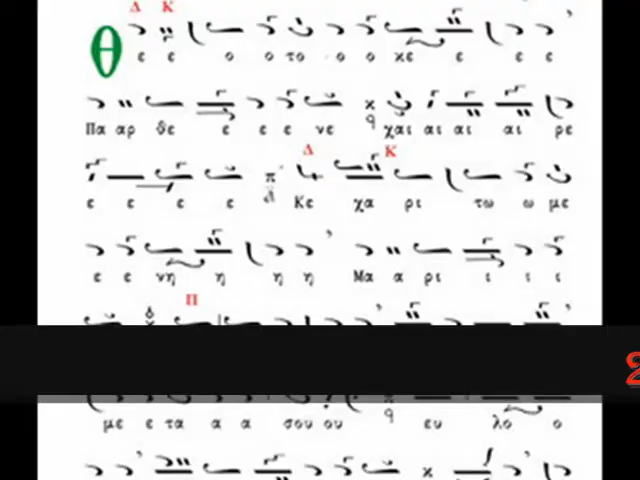 Δ Κ
Θ ε ε ο ο το ο ο κε ε ε ε
Πα αρ θε ε ε ε νε χαι αι αι αι ρε
Δ Κ
ε ε ε ε Κε χα ρι τω ω με
ε ε νη η η η Μα α ρι ι ι ι
Π
2
με ε τα α α σου ου ευ λο ο